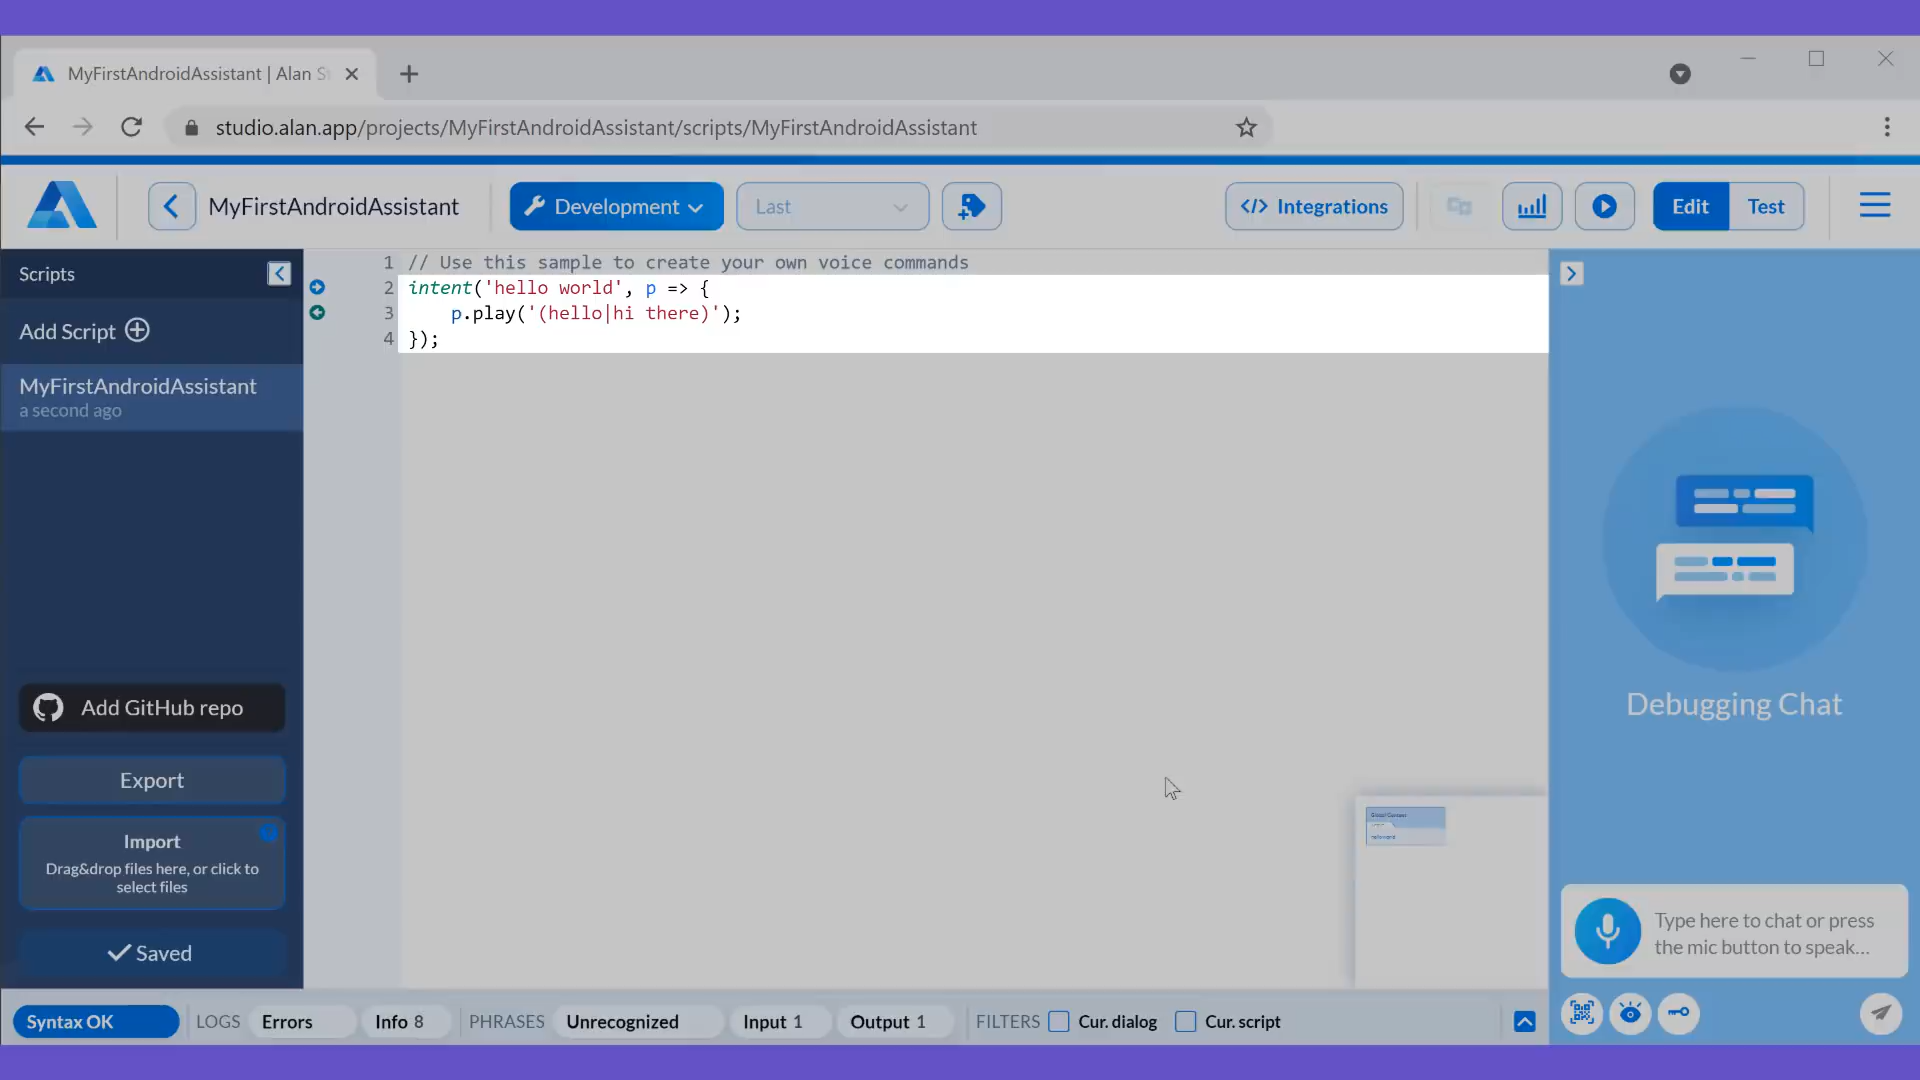 MyFirstAndroidAssistant | Alan S
studio.alan.app/projects/MyFirstAndroidAssistant/scripts/MyFirstAndroidAssistant
MyFirstAndroidAssistant
Development
Last
</> Integrations
Edit
Test
Scripts
Add Script
MyFirstAndroidAssistant
a second ago
Add GitHub repo
Export
Import
Drag&drop files here, or click to
select files
Saved
1 // Use this sample to create your own voice commands
2 intent('hello world', p => {
3 p.play('(hello|hi there)');
4 });
Debugging Chat
Type here to chat or press
the mic button to speak...
Syntax OK
LOGS
Errors
Info 8
PHRASES
Unrecognized
Input 1
Output 1
FILTERS
Cur. dialog
Cur. script